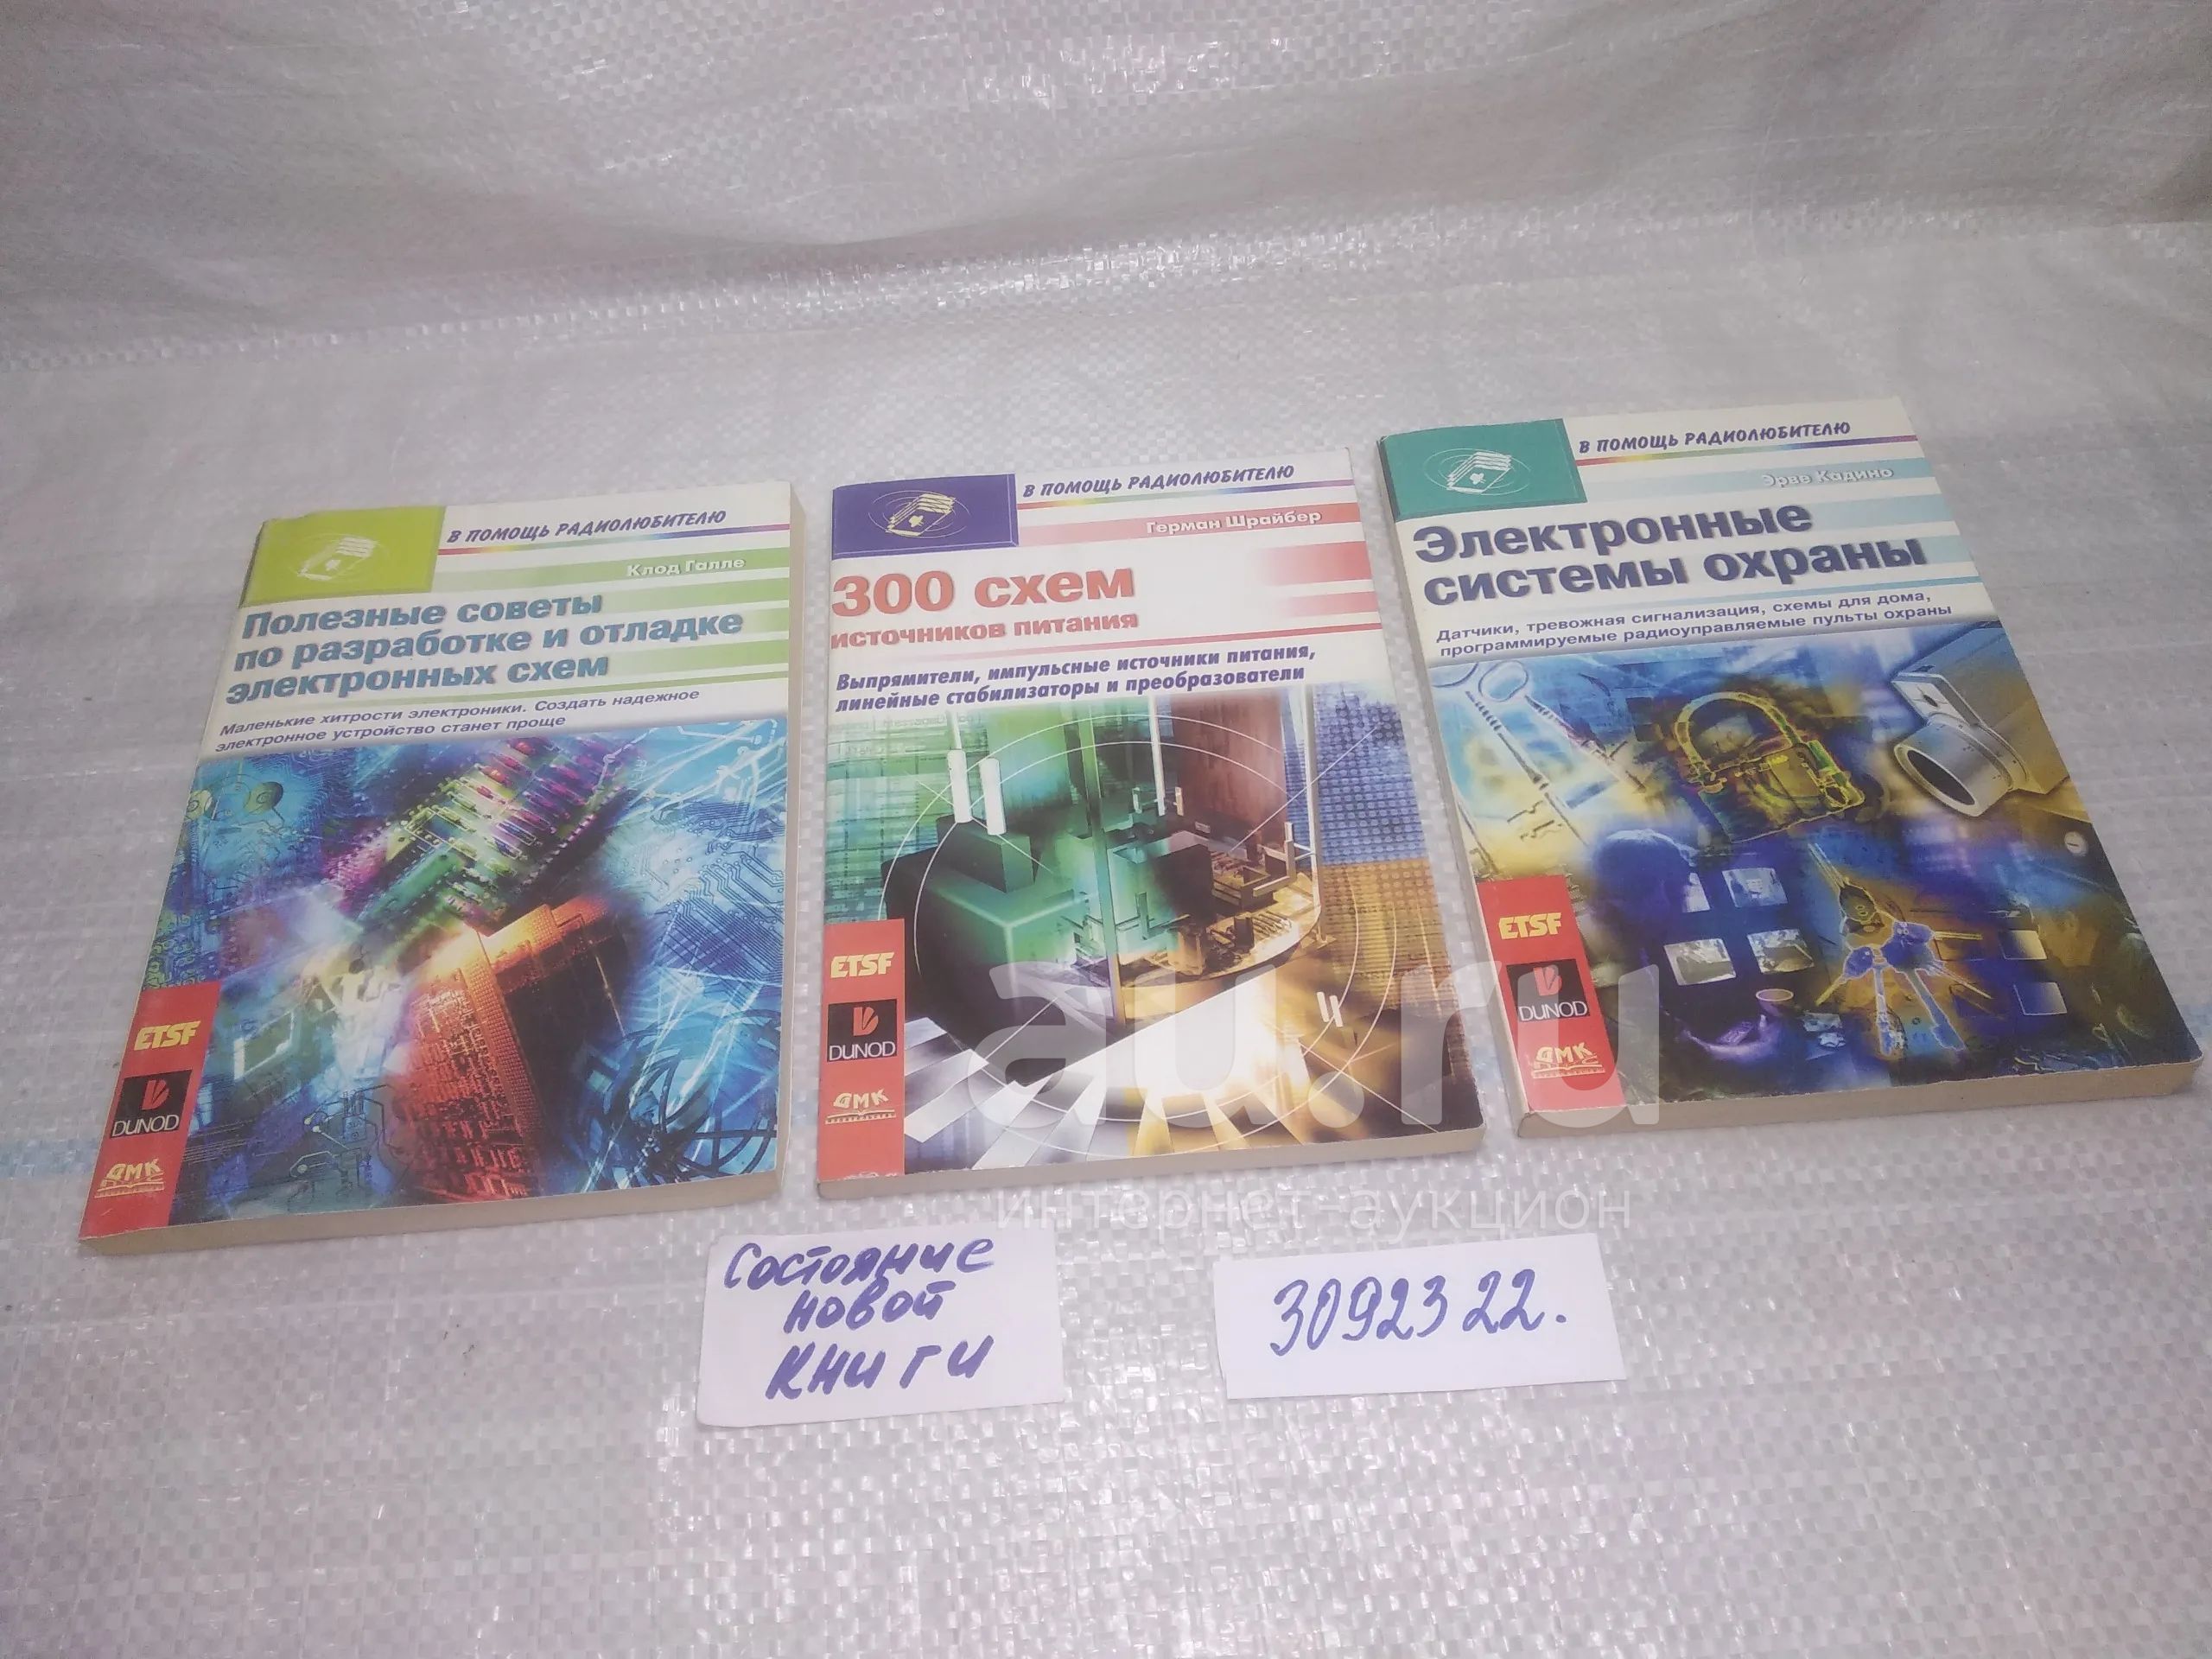 В ПОМОЩЬ РАДИОЛЮБИТЕЛЮ
Клод Галле
Полезные советы
по разработке и отладке
электронных схем
Маленькие хитрости электроники. Создать надежное
электронное устройство станет проще
ETSF
DUNOD
ДМК
В ПОМОЩЬ РАДИОЛЮБИТЕЛЮ
Герман Шрайбер
300 схем
источников питания
Выпрямители, импульсные источники питания,
линейные стабилизаторы и преобразователи
ETSF
DUNOD
ДМК
В ПОМОЩЬ РАДИОЛЮБИТЕЛЮ
Эрве Кадино
Электронные
системы охраны
Датчики, тревожная сигнализация, схемы для дома,
программируемые радиоуправляемые пульты охраны
ETSF
DUNOD
ДМК
au.ru
интернет-аукцион
Состояние
новой
книги
3092322.